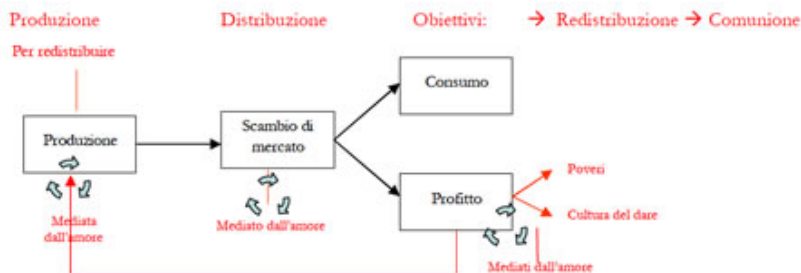 Produzione
Distribuzione
Obiettivi: → Redistribuzione → Comunione
Per redistribuire
Consumo
Produzione
Scambio di
mercato
Profitto
Poveri
Cultura del dare
Mediata
dall'amore
Mediato dall'amore
Mediati dall'amore